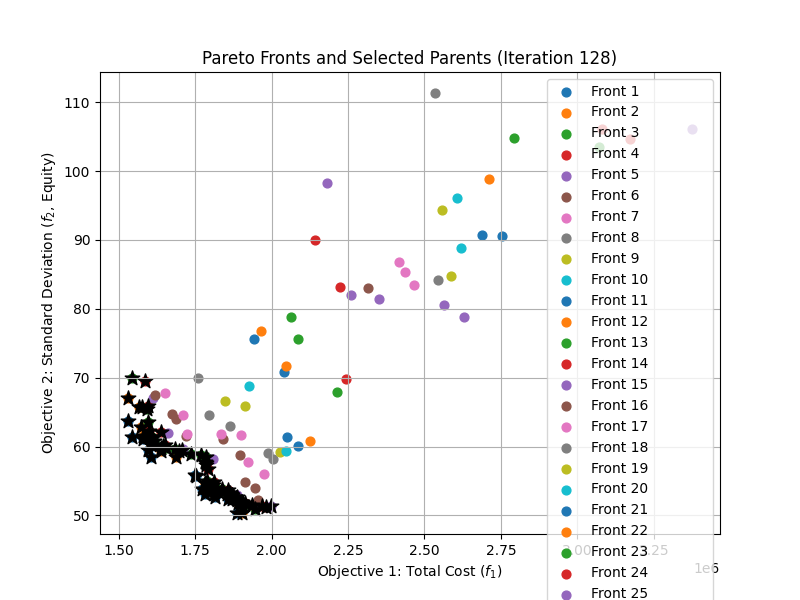 Pareto Fronts and Selected Parents (Iteration 128)
Objective 2: Standard Deviation (f2, Equity)
110
100
90
80
70
60
50
1.50 1.75 2.00 2.25 2.50 2.75 3.00 3.25
1e6
Objective 1: Total Cost (f1)
Front 1
Front 2
Front 3
Front 4
Front 5
Front 6
Front 7
Front 8
Front 9
Front 10
Front 11
Front 12
Front 13
Front 14
Front 15
Front 16
Front 17
Front 18
Front 19
Front 20
Front 21
Front 22
Front 23
Front 24
Front 25